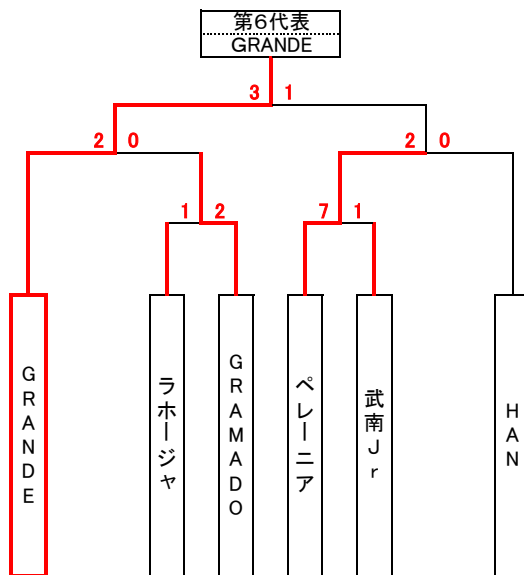 第6代表
GRANDE
3 1
2 0
2 0
1 2
7 1
GRANDE
ラホージャ
GRAMADO
ペレーニア
武南Jr
HAN